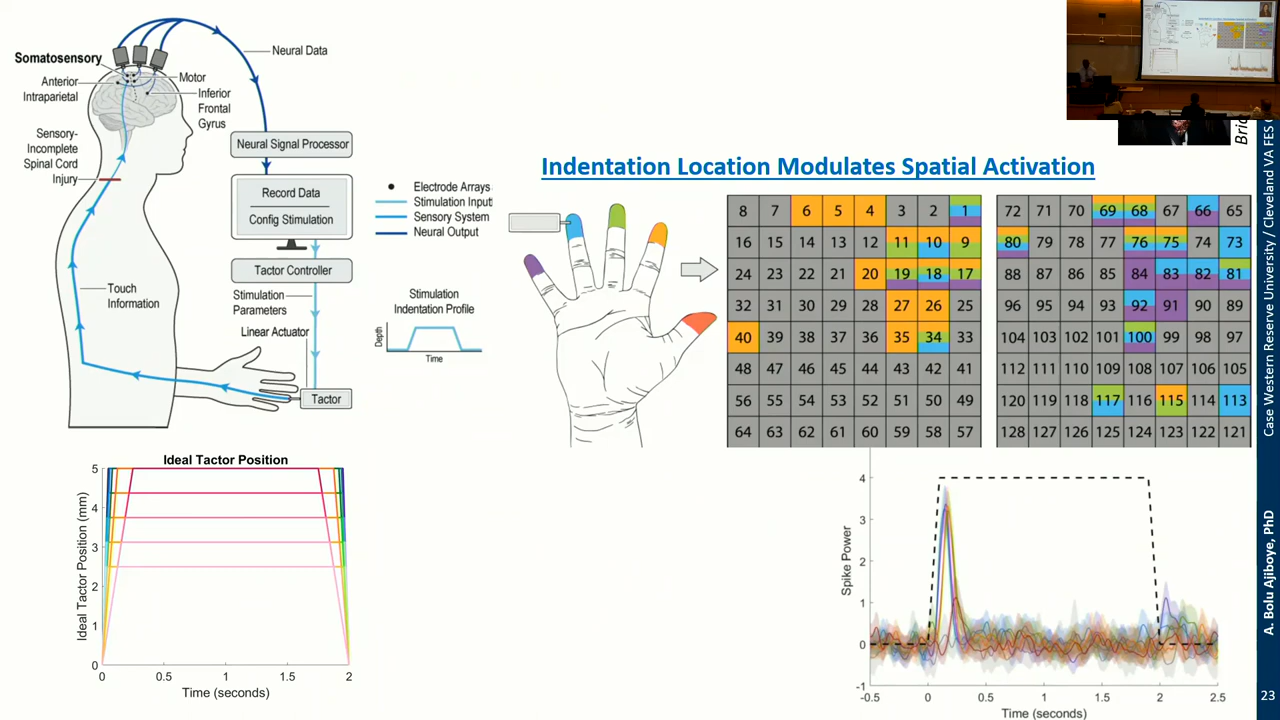 Neural Data
Somatosensory
Anterior
Intraparietal
Motor
Inferior
Frontal
Gyrus
Sensory-
Incomplete
Spinal Cord
Injury
Neural Signal Processor
Record Data
Config Stimulation
Tactor Controller
Stimulation
Parameters
Linear Actuator
Touch
Information
Tactor
Electrode Arrays
Stimulation Input
Sensory System
Neural Output
Stimulation
Indentation Profile
Depth
Time
Indentation Location Modulates Spatial Activation
8 7 6 5 4 3 2 1
16 15 14 13 12 11 10 9
24 23 22 21 20 19 18 17
32 31 30 29 28 27 26 25
40 39 38 37 36 35 34 33
48 47 46 45 44 43 42 41
56 55 54 53 52 51 50 49
64 63 62 61 60 59 58 57
72 71 70 69 68 67 66 65
80 79 78 77 76 75 74 73
88 87 86 85 84 83 82 81
96 95 94 93 92 91 90 89
104 103 102 101 100 99 98 97
112 111 110 109 108 107 106 105
120 119 118 117 116 115 114 113
128 127 126 125 124 123 122 121
Ideal Tactor Position
Ideal Tactor Position (mm)
5
4
3
2
1
0
0 0.5 1 1.5 2
Time (seconds)
Spike Power
4
3
2
1
0
-1
-0.5 0 0.5 1 1.5 2 2.5
Time (seconds)
Case Western Reserve University / Cleveland VA FES
A. Bolu Ajiboye, PhD
23